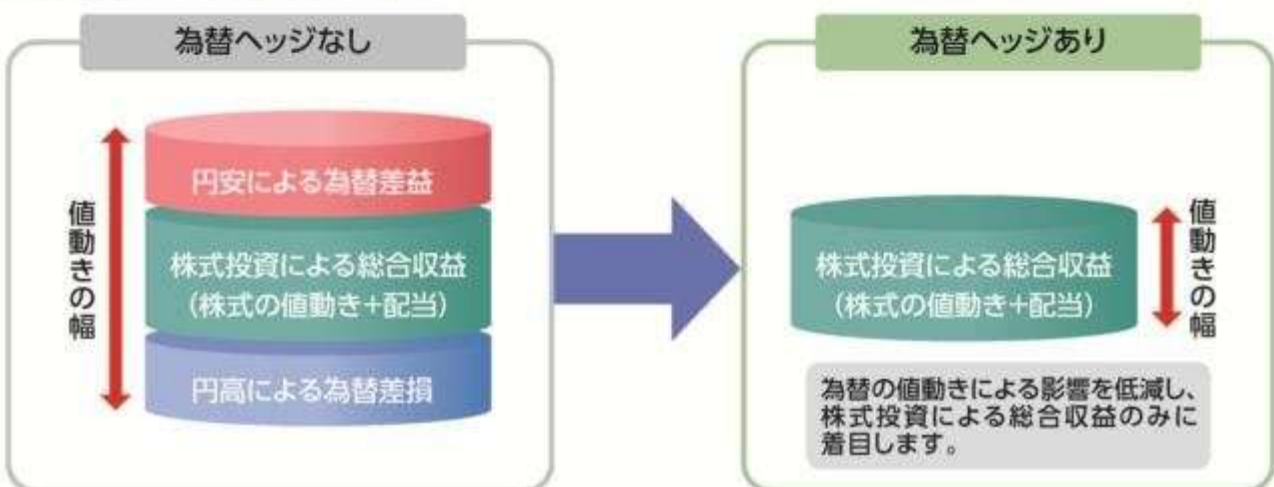 為替ヘッジなし
値動きの幅
円安による為替差益
株式投資による総合収益
(株式の値動き+配当)
円高による為替差損
為替ヘッジあり
株式投資による総合収益
(株式の値動き+配当)
値動きの幅
為替の値動きによる影響を低減し、
株式投資による総合収益のみに
着目します。